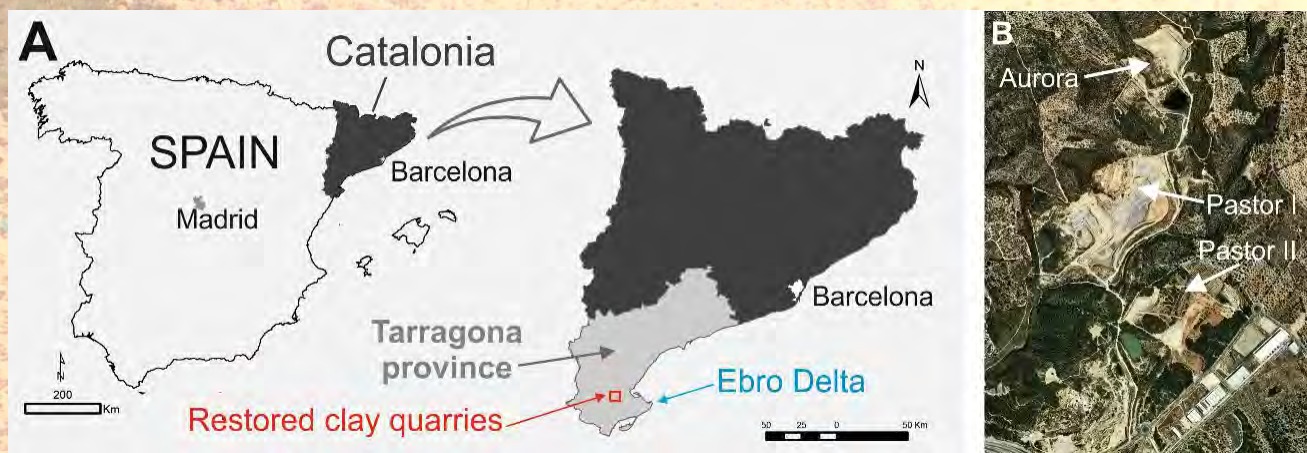 A
Catalonia
SPAIN
Madrid
Barcelona
N
200
Km
N
Barcelona
Tarragona
province
Ebro Delta
Restored clay quarries
50 25 0 50 Km
B
Aurora
Pastor I
Pastor II